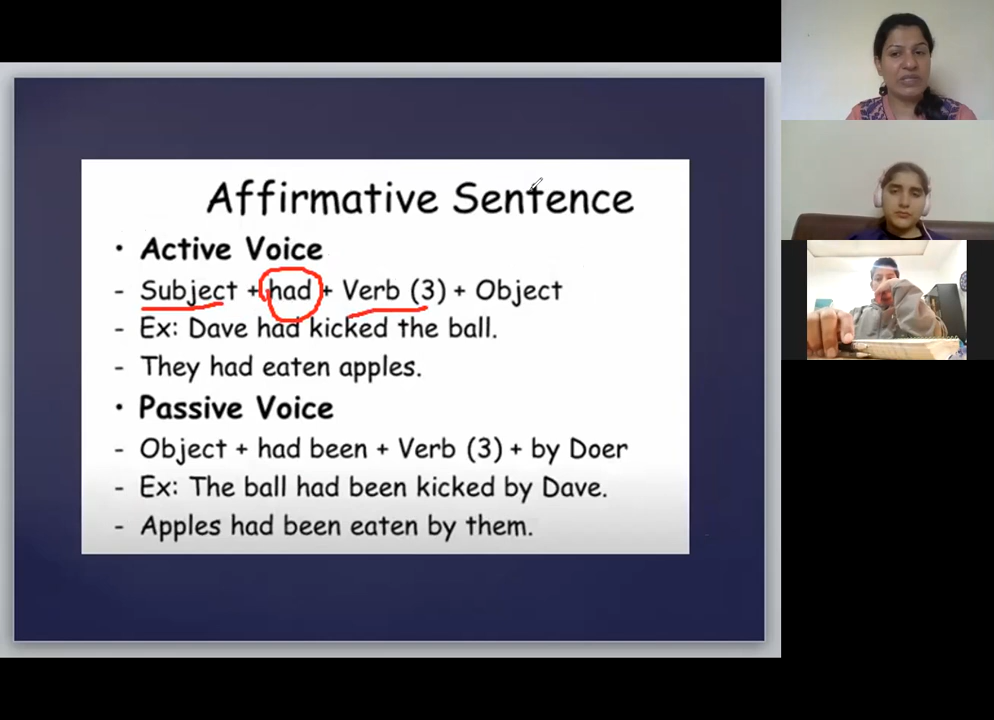 Affirmative Sentence
• Active Voice
- Subject + had + Verb (3) + Object
- Ex: Dave had kicked the ball.
- They had eaten apples.
• Passive Voice
- Object + had been + Verb (3) + by Doer
- Ex: The ball had been kicked by Dave.
- Apples had been eaten by them.